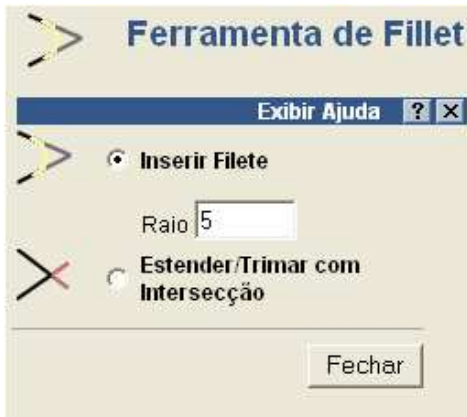 Ferramenta de Fillet
Exibir Ajuda ? X
Inserir Filete
Raio 5
Estender/Trimar com
Intersecção
Fechar